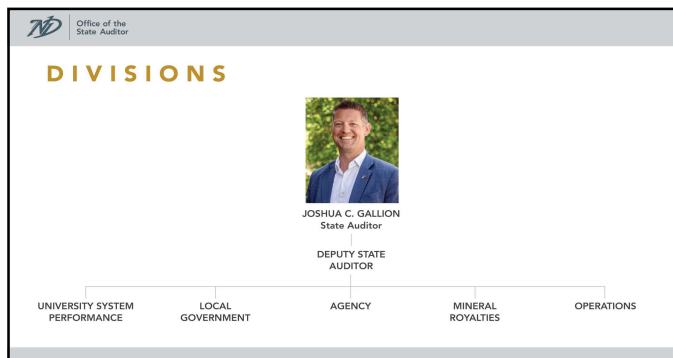 ND
Office of the
State Auditor
DIVISIONS
JOSHUA C. GALLION
State Auditor
DEPUTY STATE
AUDITOR
UNIVERSITY SYSTEM
PERFORMANCE
LOCAL
GOVERNMENT
AGENCY
MINERAL
ROYALTIES
OPERATIONS